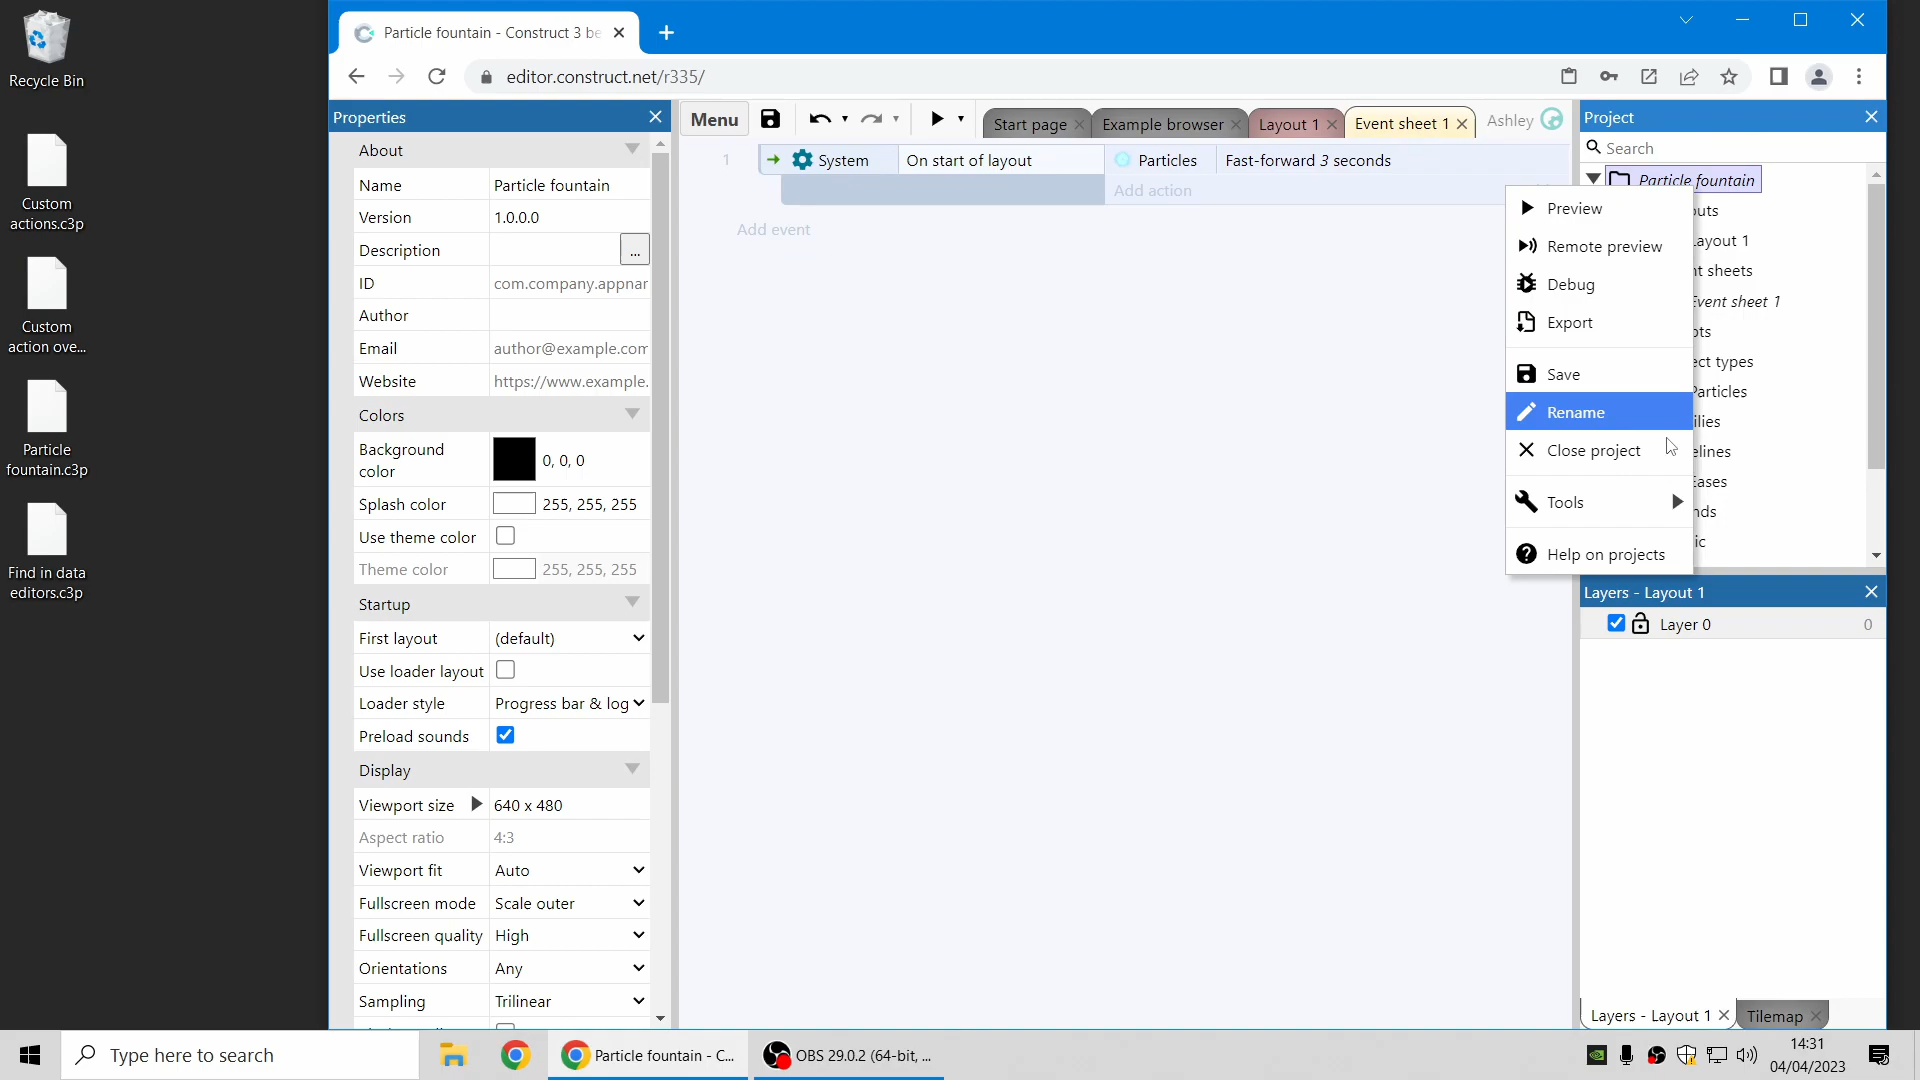 Recycle Bin
Custom
actions.c3p
Custom
action ove...
Particle
fountain.c3p
Find in data
editors.c3p
Particle fountain - Construct 3 be
editor.construct.net/r335/
Properties
About
Name Particle fountain
Version 1.0.0.0
Description ...
ID com.company.appnar
Author
Email author@example.com
Website https://www.example.
Colors
Background
color 0, 0, 0
Splash color 255, 255, 255
Use theme color
Theme color 255, 255, 255
Startup
First layout (default)
Use loader layout
Loader style Progress bar & log
Preload sounds
Display
Viewport size 640 x 480
Aspect ratio 4:3
Viewport fit Auto
Fullscreen mode Scale outer
Fullscreen quality High
Orientations Any
Sampling Trilinear
Menu
Start page
Example browser
Layout 1
Event sheet 1
Ashley
1 System On start of layout Particles Fast-forward 3 seconds
Add action
Add event
Project
Search
Particle fountain
outs
ayout 1
nt sheets
Event sheet 1
ots
ect types
Particles
ilies
elines
Eases
nds
ic
Preview
Remote preview
Debug
Export
Save
Rename
Close project
Tools
Help on projects
Layers - Layout 1
Layer 0 0
Layers - Layout 1
Tilemap
Type here to search
Particle fountain - C...
OBS 29.0.2 (64-bit, ...
14:31
04/04/2023